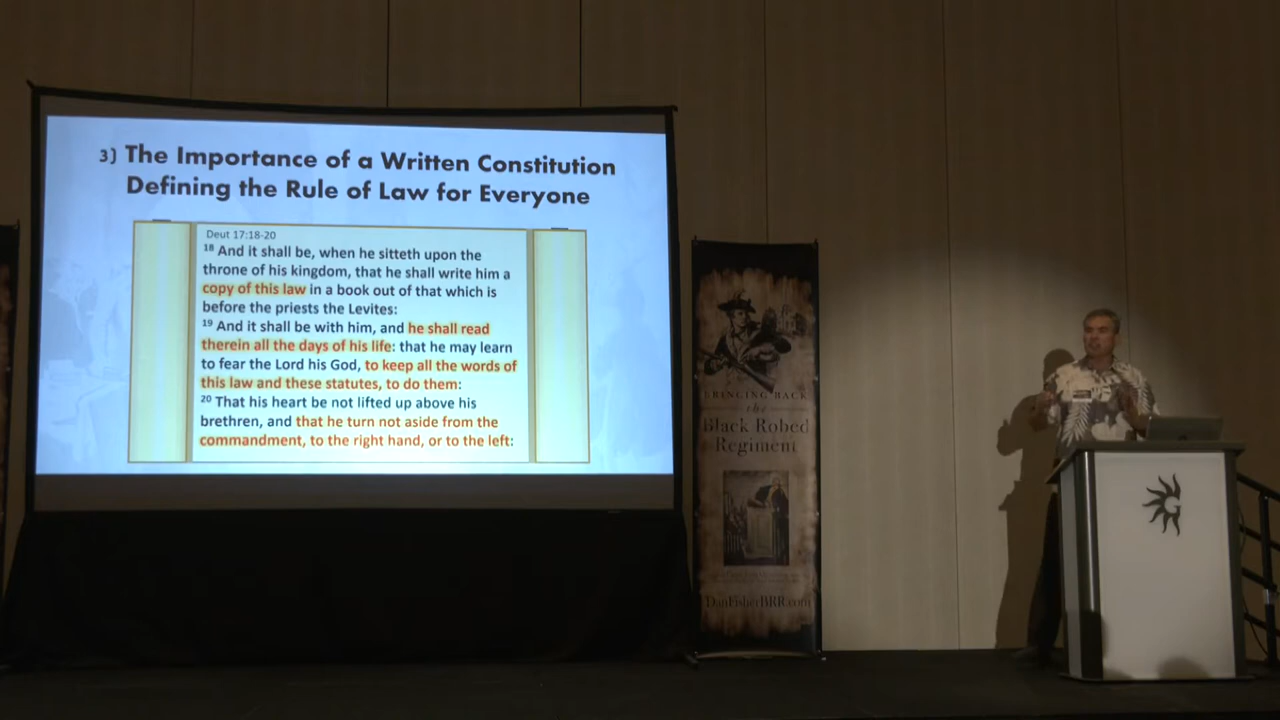 3) The Importance of a Written Constitution
Defining the Rule of Law for Everyone
Deut 17:18-20
18 And it shall be, when he sitteth upon the
throne of his kingdom, that he shall write him a
copy of this law in a book out of that which is
before the priests the Levites:
19 And it shall be with him, and he shall read
therein all the days of his life: that he may learn
to fear the Lord his God, to keep all the words of
this law and these statutes, to do them:
20 That his heart be not lifted up above his
brethren, and that he turn not aside from the
commandment, to the right hand, or to the left:
BRINGING BACK
the
Black Robed
Regiment
DanFisherBRR.com